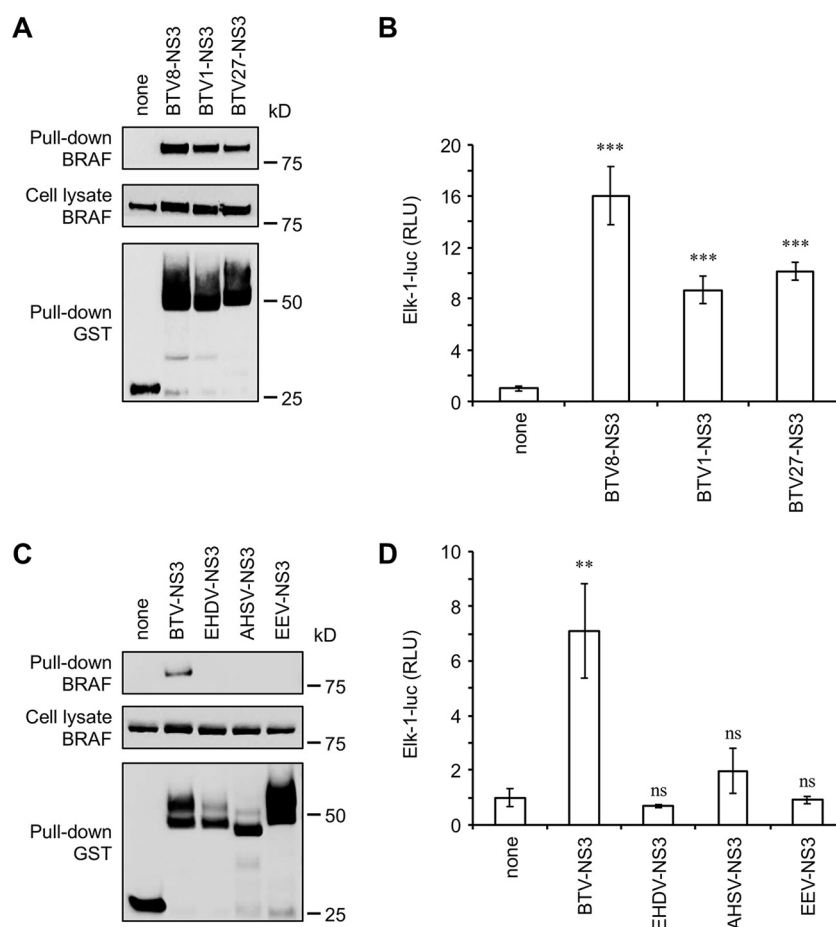 A
none
BTV8-NS3
BTV1-NS3
BTV27-NS3
kD
Pull-down
BRAF
75
Cell lysate
BRAF
75
Pull-down
GST
50
25
B
Elk-1-luc (RLU)
20
16
12
8
4
0
***
***
***
none
BTV8-NS3
BTV1-NS3
BTV27-NS3
C
none
BTV-NS3
EHDV-NS3
AHSV-NS3
EEV-NS3
kD
Pull-down
BRAF
75
Cell lysate
BRAF
75
Pull-down
GST
50
25
D
Elk-1-luc (RLU)
10
8
6
4
2
0
**
ns
ns
ns
none
BTV-NS3
EHDV-NS3
AHSV-NS3
EEV-NS3